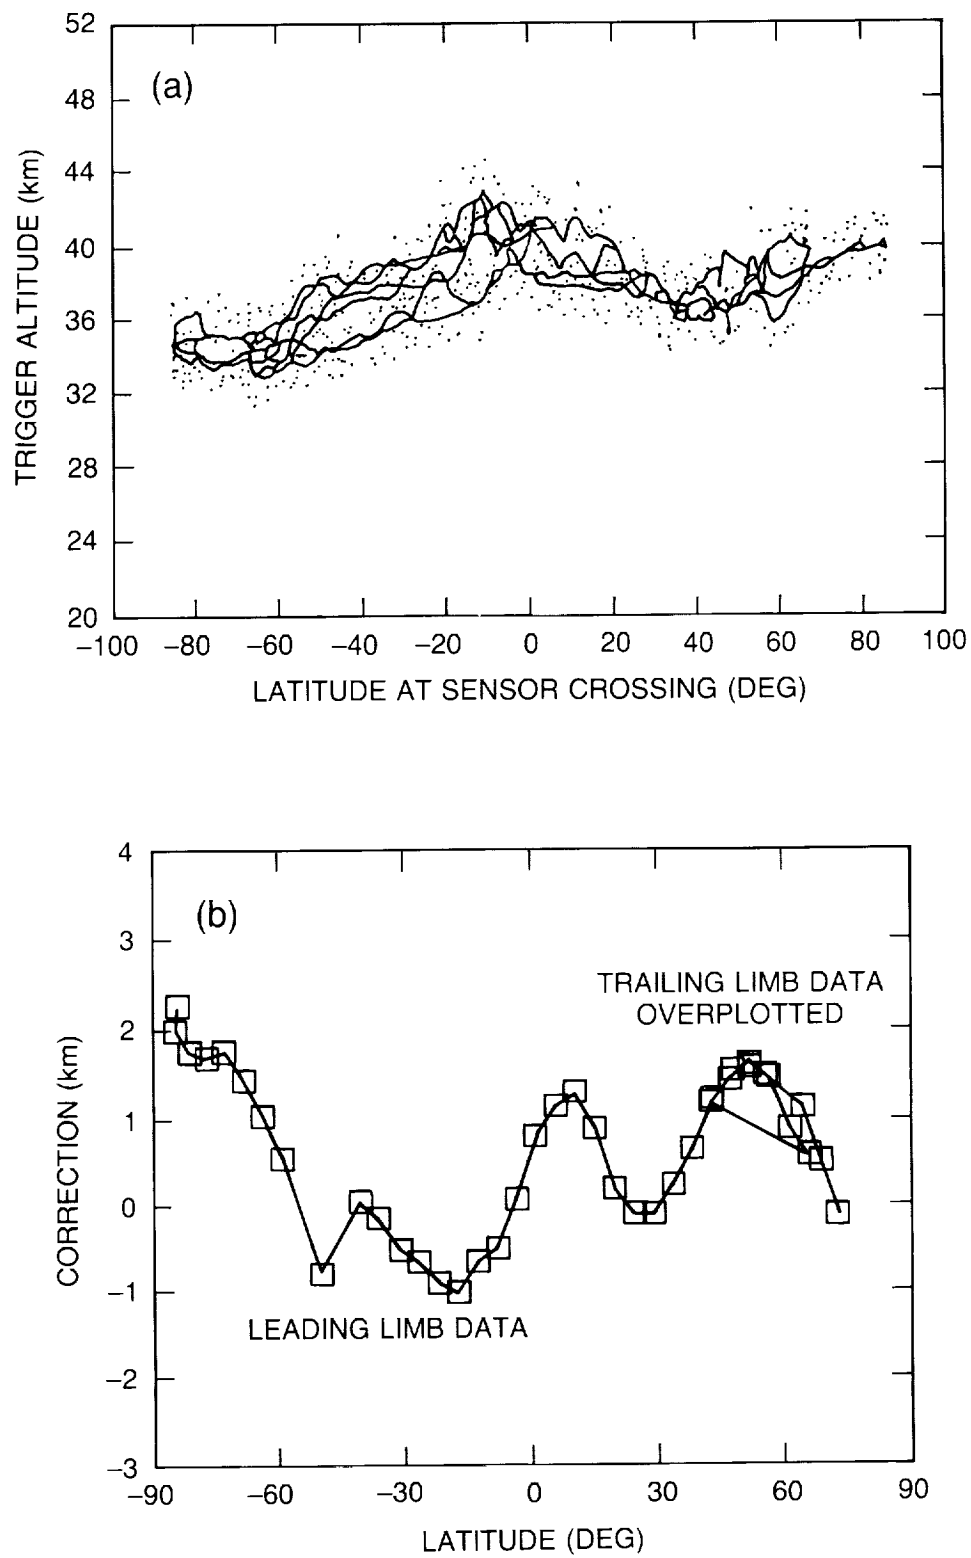 (a)
TRIGGER ALTITUDE (km)
52
48
44
40
36
32
28
24
20
−100 −80 −60 −40 −20 0 20 40 60 80 100
LATITUDE AT SENSOR CROSSING (DEG)
(b)
CORRECTION (km)
4
3
2
1
0
−1
−2
−3
TRAILING LIMB DATA
OVERPLOTTED
LEADING LIMB DATA
−90 −60 −30 0 30 60 90
LATITUDE (DEG)